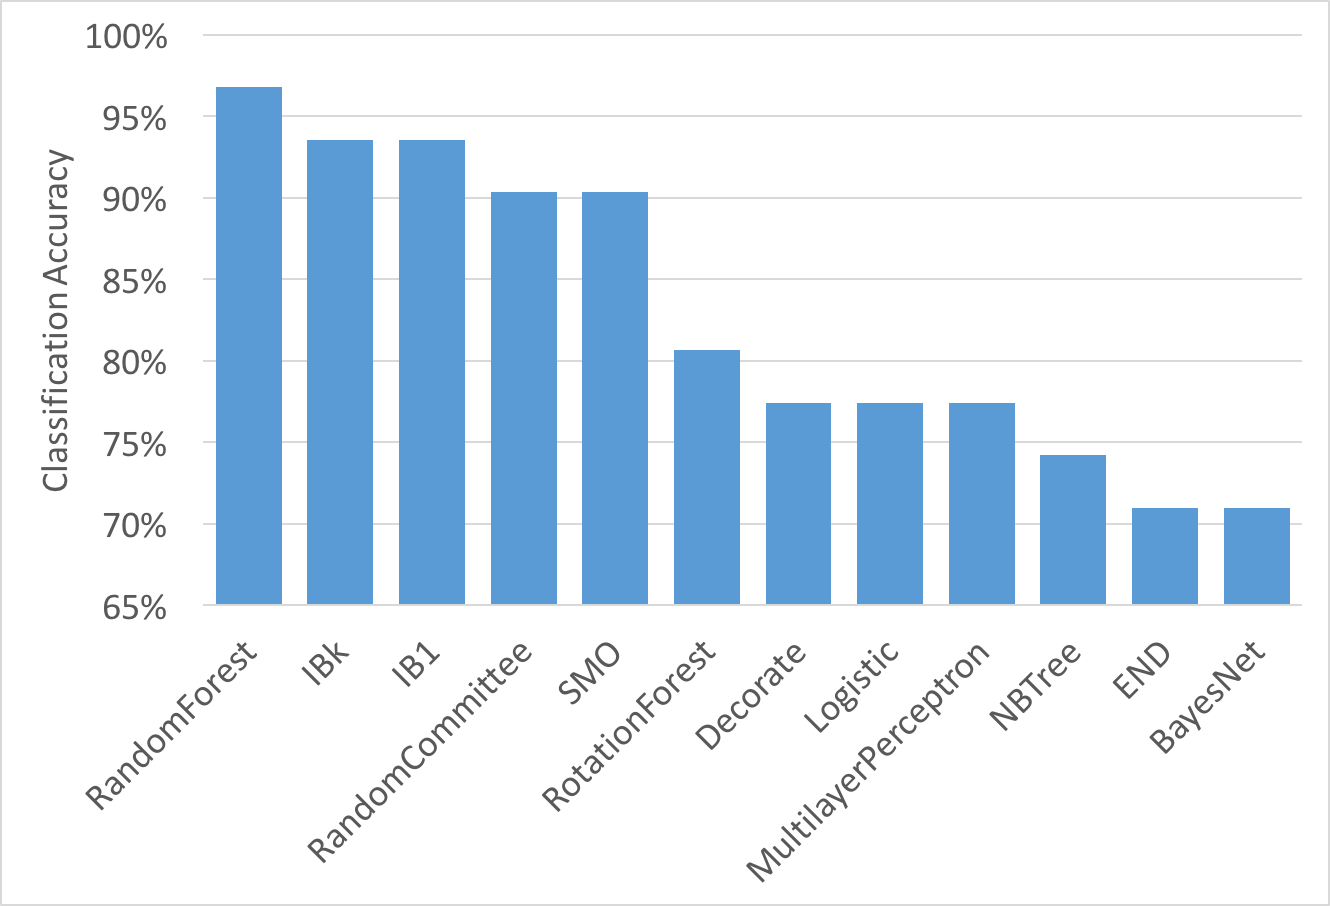 100%
95%
90%
85%
80%
75%
70%
65%
Classification Accuracy
RandomForest
IBk
IB1
RandomCommittee
SMO
RotationForest
Decorate
Logistic
MultilayerPerceptron
NBTree
END
BayesNet